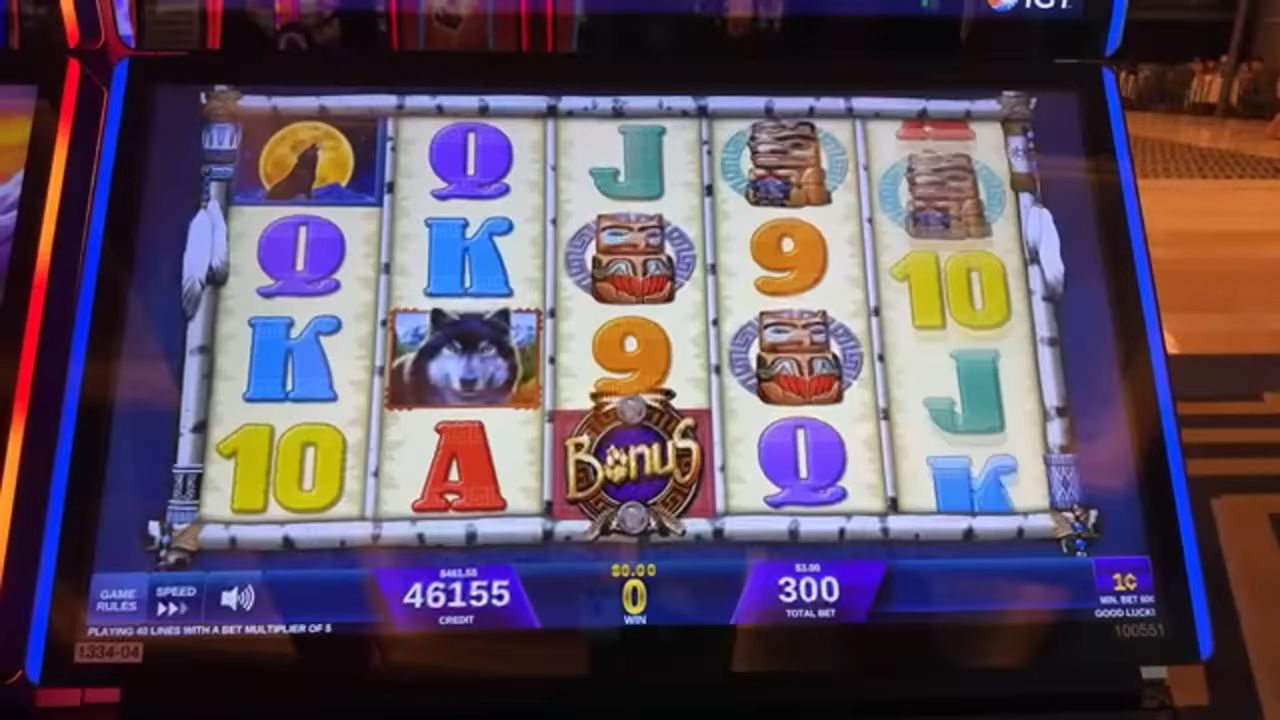 IGT
Q J
Q K 9 10
K 9 J
10 A Bonus Q K
$461.55 $0.00 $3.00
GAME RULES SPEED 46155 0 300 1¢
CREDIT WIN TOTAL BET
GOOD LUCK!
PLAYING 40 LINES WITH A BET MULTIPLIER OF 5
100551
1334-04